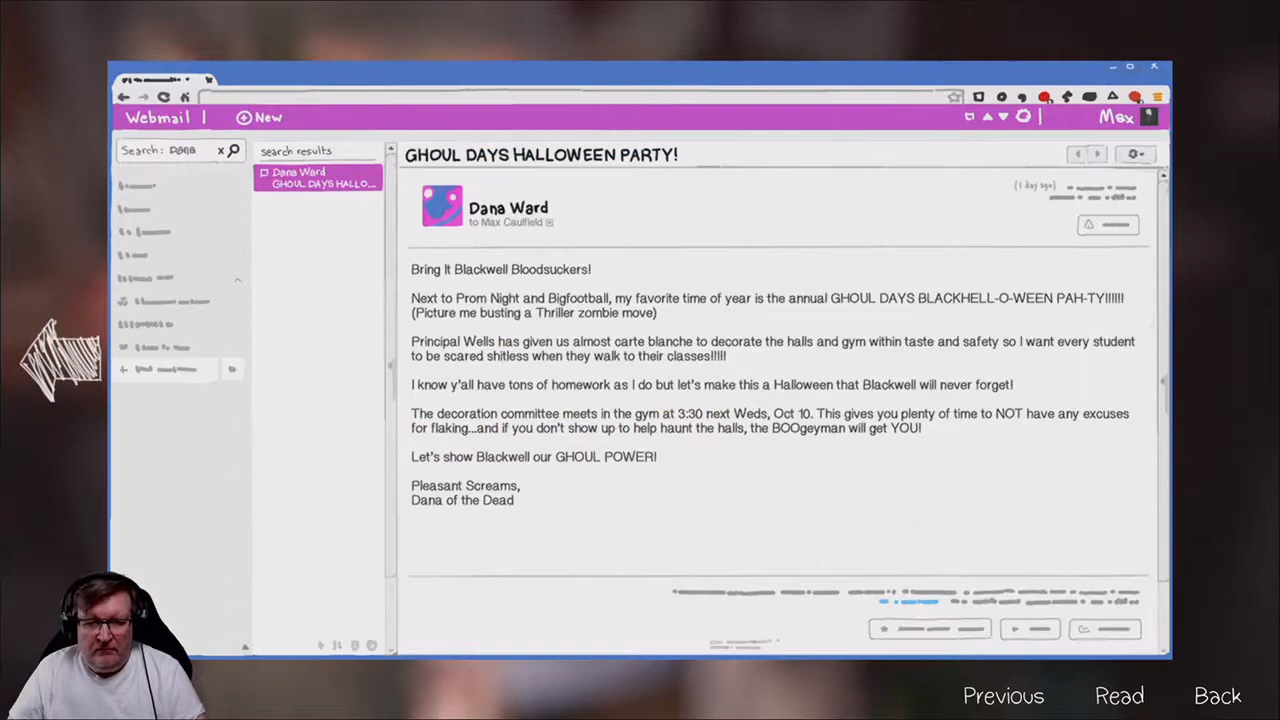 Webmail |
New
Max
Search: Dana x
search results
Dana Ward
GHOUL DAYS HALLO...
GHOUL DAYS HALLOWEEN PARTY!
(1 day ago)
Dana Ward
to Max Caulfield
Bring It Blackwell Bloodsuckers!
Next to Prom Night and Bigfootball, my favorite time of year is the annual GHOUL DAYS BLACKHELL-O-WEEN PAH-TY!!!!!!
(Picture me busting a Thriller zombie move)
Principal Wells has given us almost carte blanche to decorate the halls and gym within taste and safety so I want every student
to be scared shitless when they walk to their classes!!!!!
I know y'all have tons of homework as I do but let's make this a Halloween that Blackwell will never forget!
The decoration committee meets in the gym at 3:30 next Weds, Oct 10. This gives you plenty of time to NOT have any excuses
for flaking...and if you don't show up to help haunt the halls, the BOOgeyman will get YOU!
Let's show Blackwell our GHOUL POWER!
Pleasant Screams,
Dana of the Dead
Previous
Read
Back